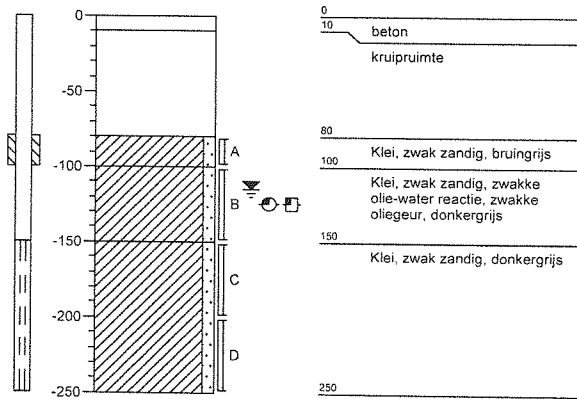 0
-50
-100
-150
-200
-250
A
B
C
D
0
10
beton
kruipruimte
80
Klei, zwak zandig, bruingrijs
100
Klei, zwak zandig, zwakke
olie-water reactie, zwakke
oliegeur, donkergrijs
150
Klei, zwak zandig, donkergrijs
250